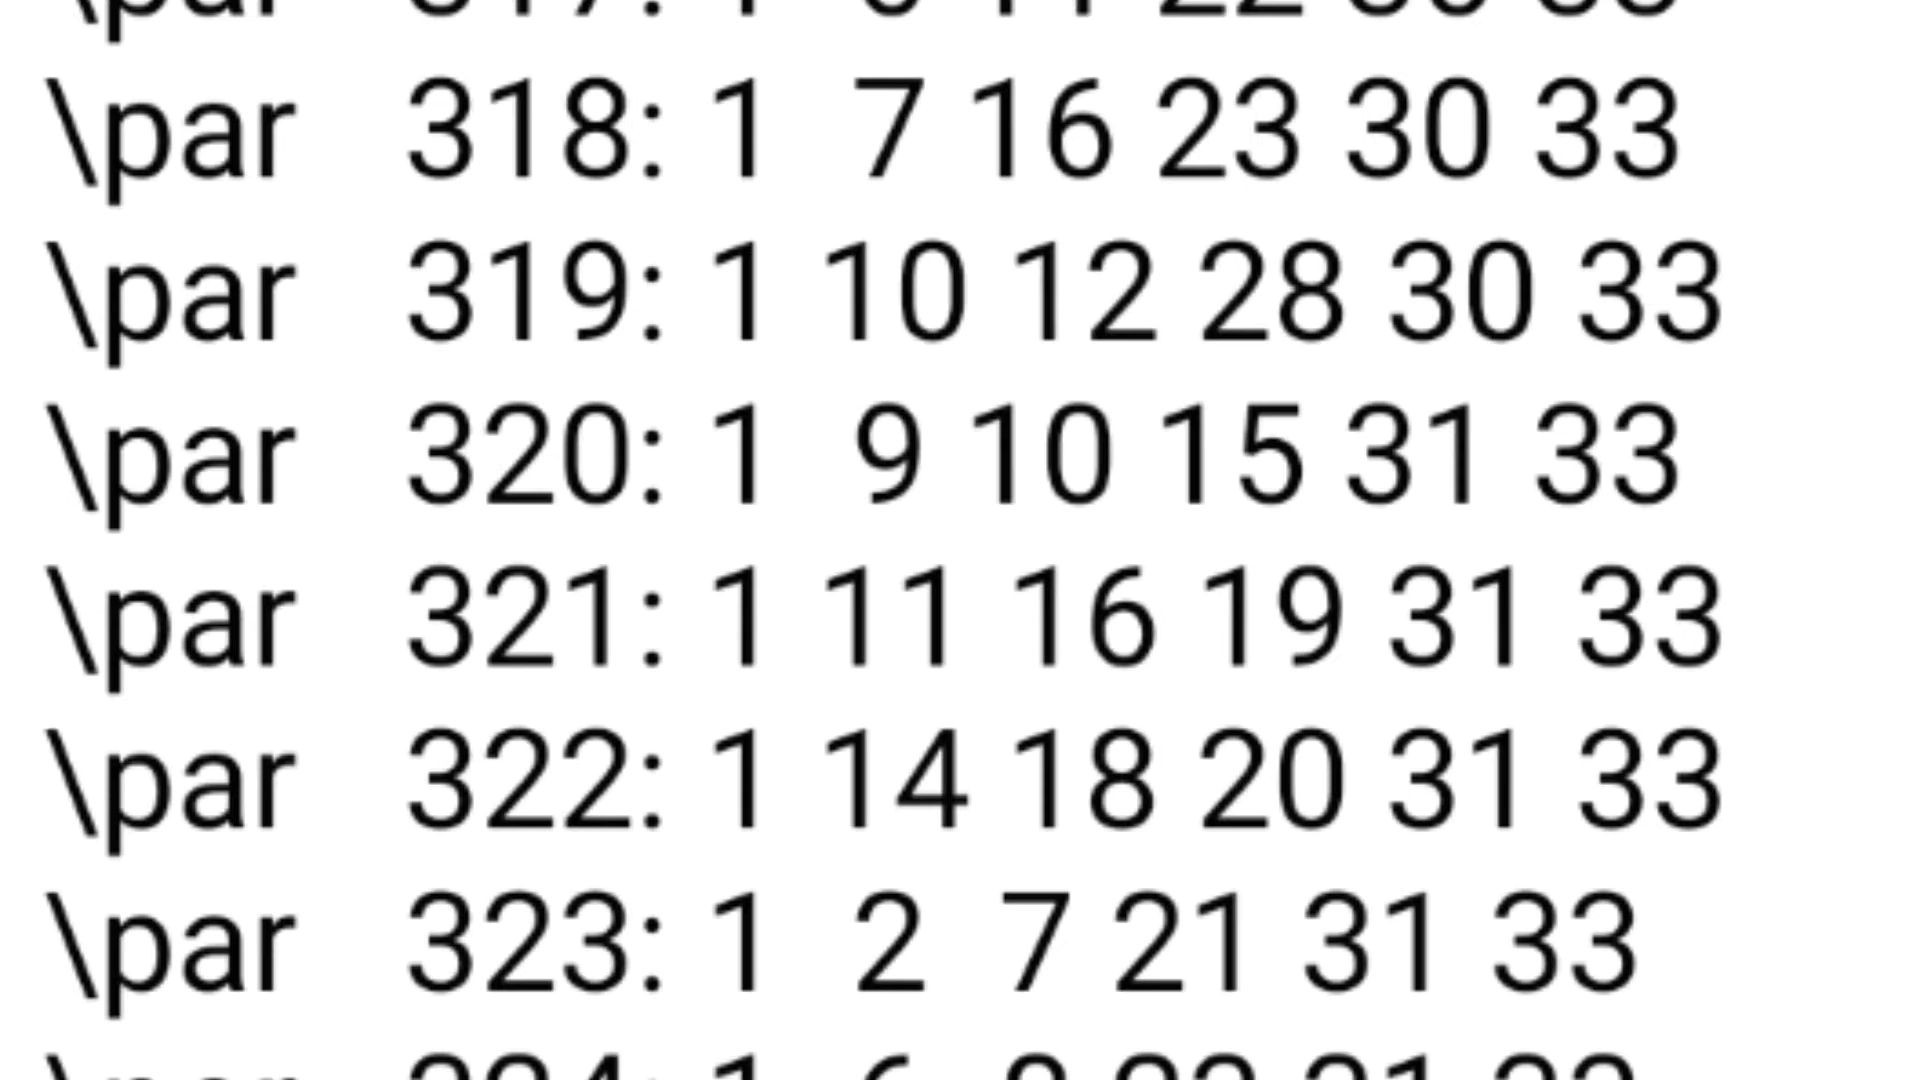 \par 318: 1 7 16 23 30 33
\par 319: 1 10 12 28 30 33
\par 320: 1 9 10 15 31 33
\par 321: 1 11 16 19 31 33
\par 322: 1 14 18 20 31 33
\par 323: 1 2 7 21 31 33